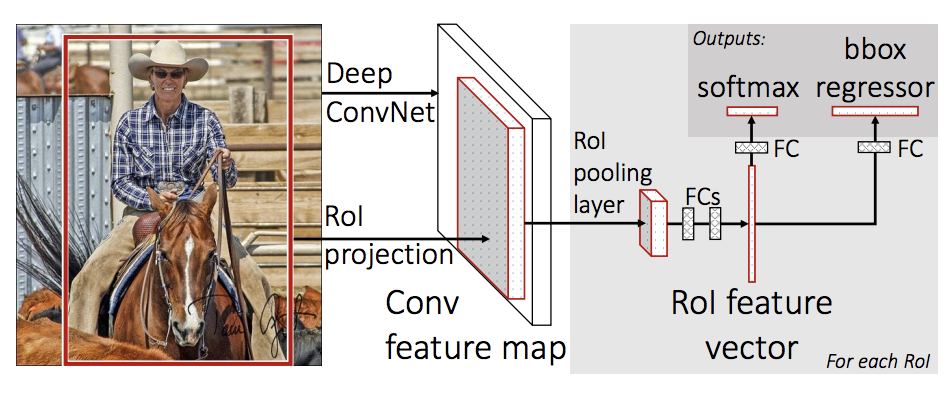 Deep
ConvNet
RoI
projection
Conv
feature map
RoI
pooling
layer
FCs
RoI feature
vector
Outputs:
softmax
bbox
regressor
FC
FC
For each RoI